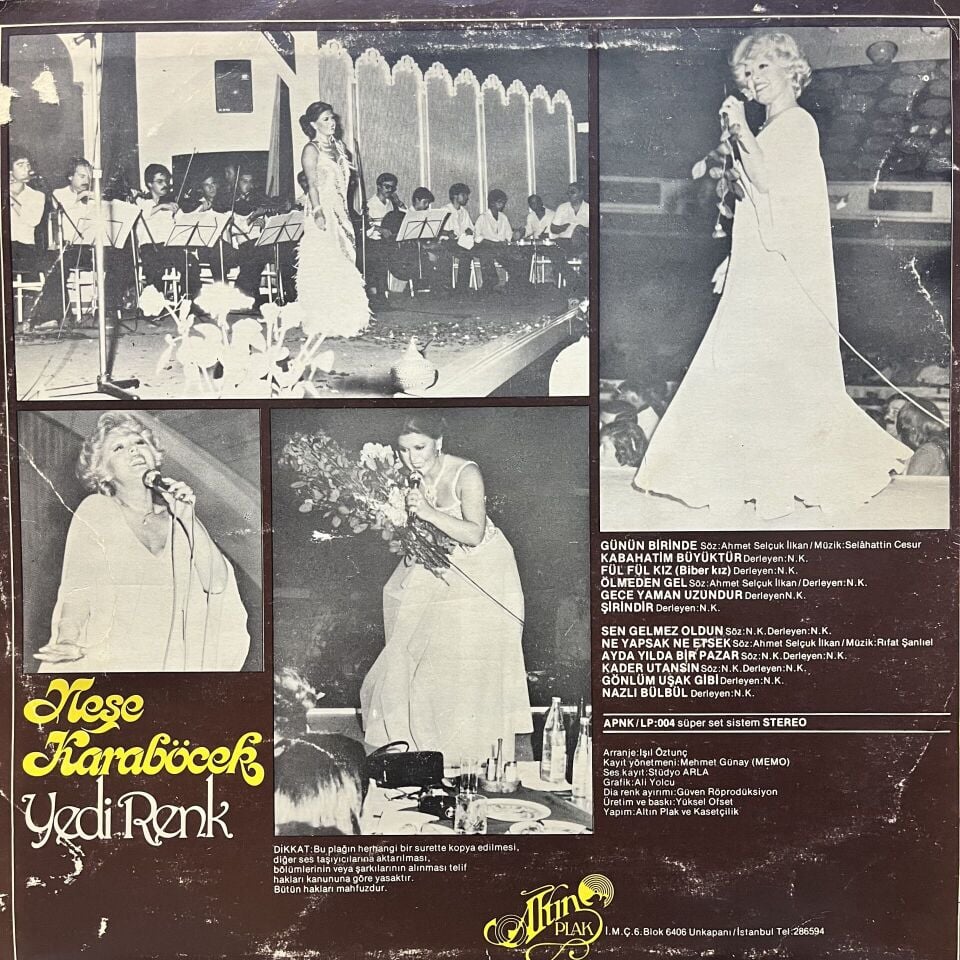 GÜNÜN BİRİNDE Söz:Ahmet Selçuk İlkan/Müzik:Selâhattin Cesur
KABAHATİM BÜYÜKTÜR Derleyen:N.K.
FÜL FÜL KIZ (Biber kız) Derleyen:N.K.
ÖLMEDEN GEL Söz:Ahmet Selçuk İlkan/Derleyen:N.K.
GECE YAMAN UZUNDUR DerleyenN.K.
ŞİRİNDİR Derleyen:N.K.
SEN GELMEZ OLDUN Söz:N.K.Derleyen:N.K.
NE YAPSAK NE ETSEK Söz:Ahmet Selçuk İlkan/Müzik:Rıfat Şanlıel
AYDA YILDA BİR PAZAR Söz:N.K.Derleyen:N.K.
KADER UTANSIN Söz:N.K.Derleyen:N.K.
GÖNLÜM UŞAK GİBİ Derleyen:N.K.
NAZLI BÜLBÜL Derleyen:N.K.
APNK/LP:004 süper set sistem STEREO
Arranje:Işıl Öztunç
Kayıt yönetmeni:Mehmet Günay (MEMO)
Ses kayıt:Stüdyo ARLA
Grafik:Ali Yolcu
Dia renk ayırımı:Güven Röprodüksiyon
Üretim ve baskı:Yüksel Ofset
Yapım:Altın Plak ve Kasetçilik
Neşe
Karaböcek
Yedi Renk
DİKKAT:Bu plağın herhangi bir surette kopya edilmesi,
diğer ses taşıyıcılarına aktarılması,
bölümlerinin veya şarkılarının alınması telif
hakları kanununa göre yasaktır.
Bütün hakları mahfuzdur.
Altın
PLAK
İ.M.Ç.6.Blok 6406 Unkapanı/İstanbul Tel:286594